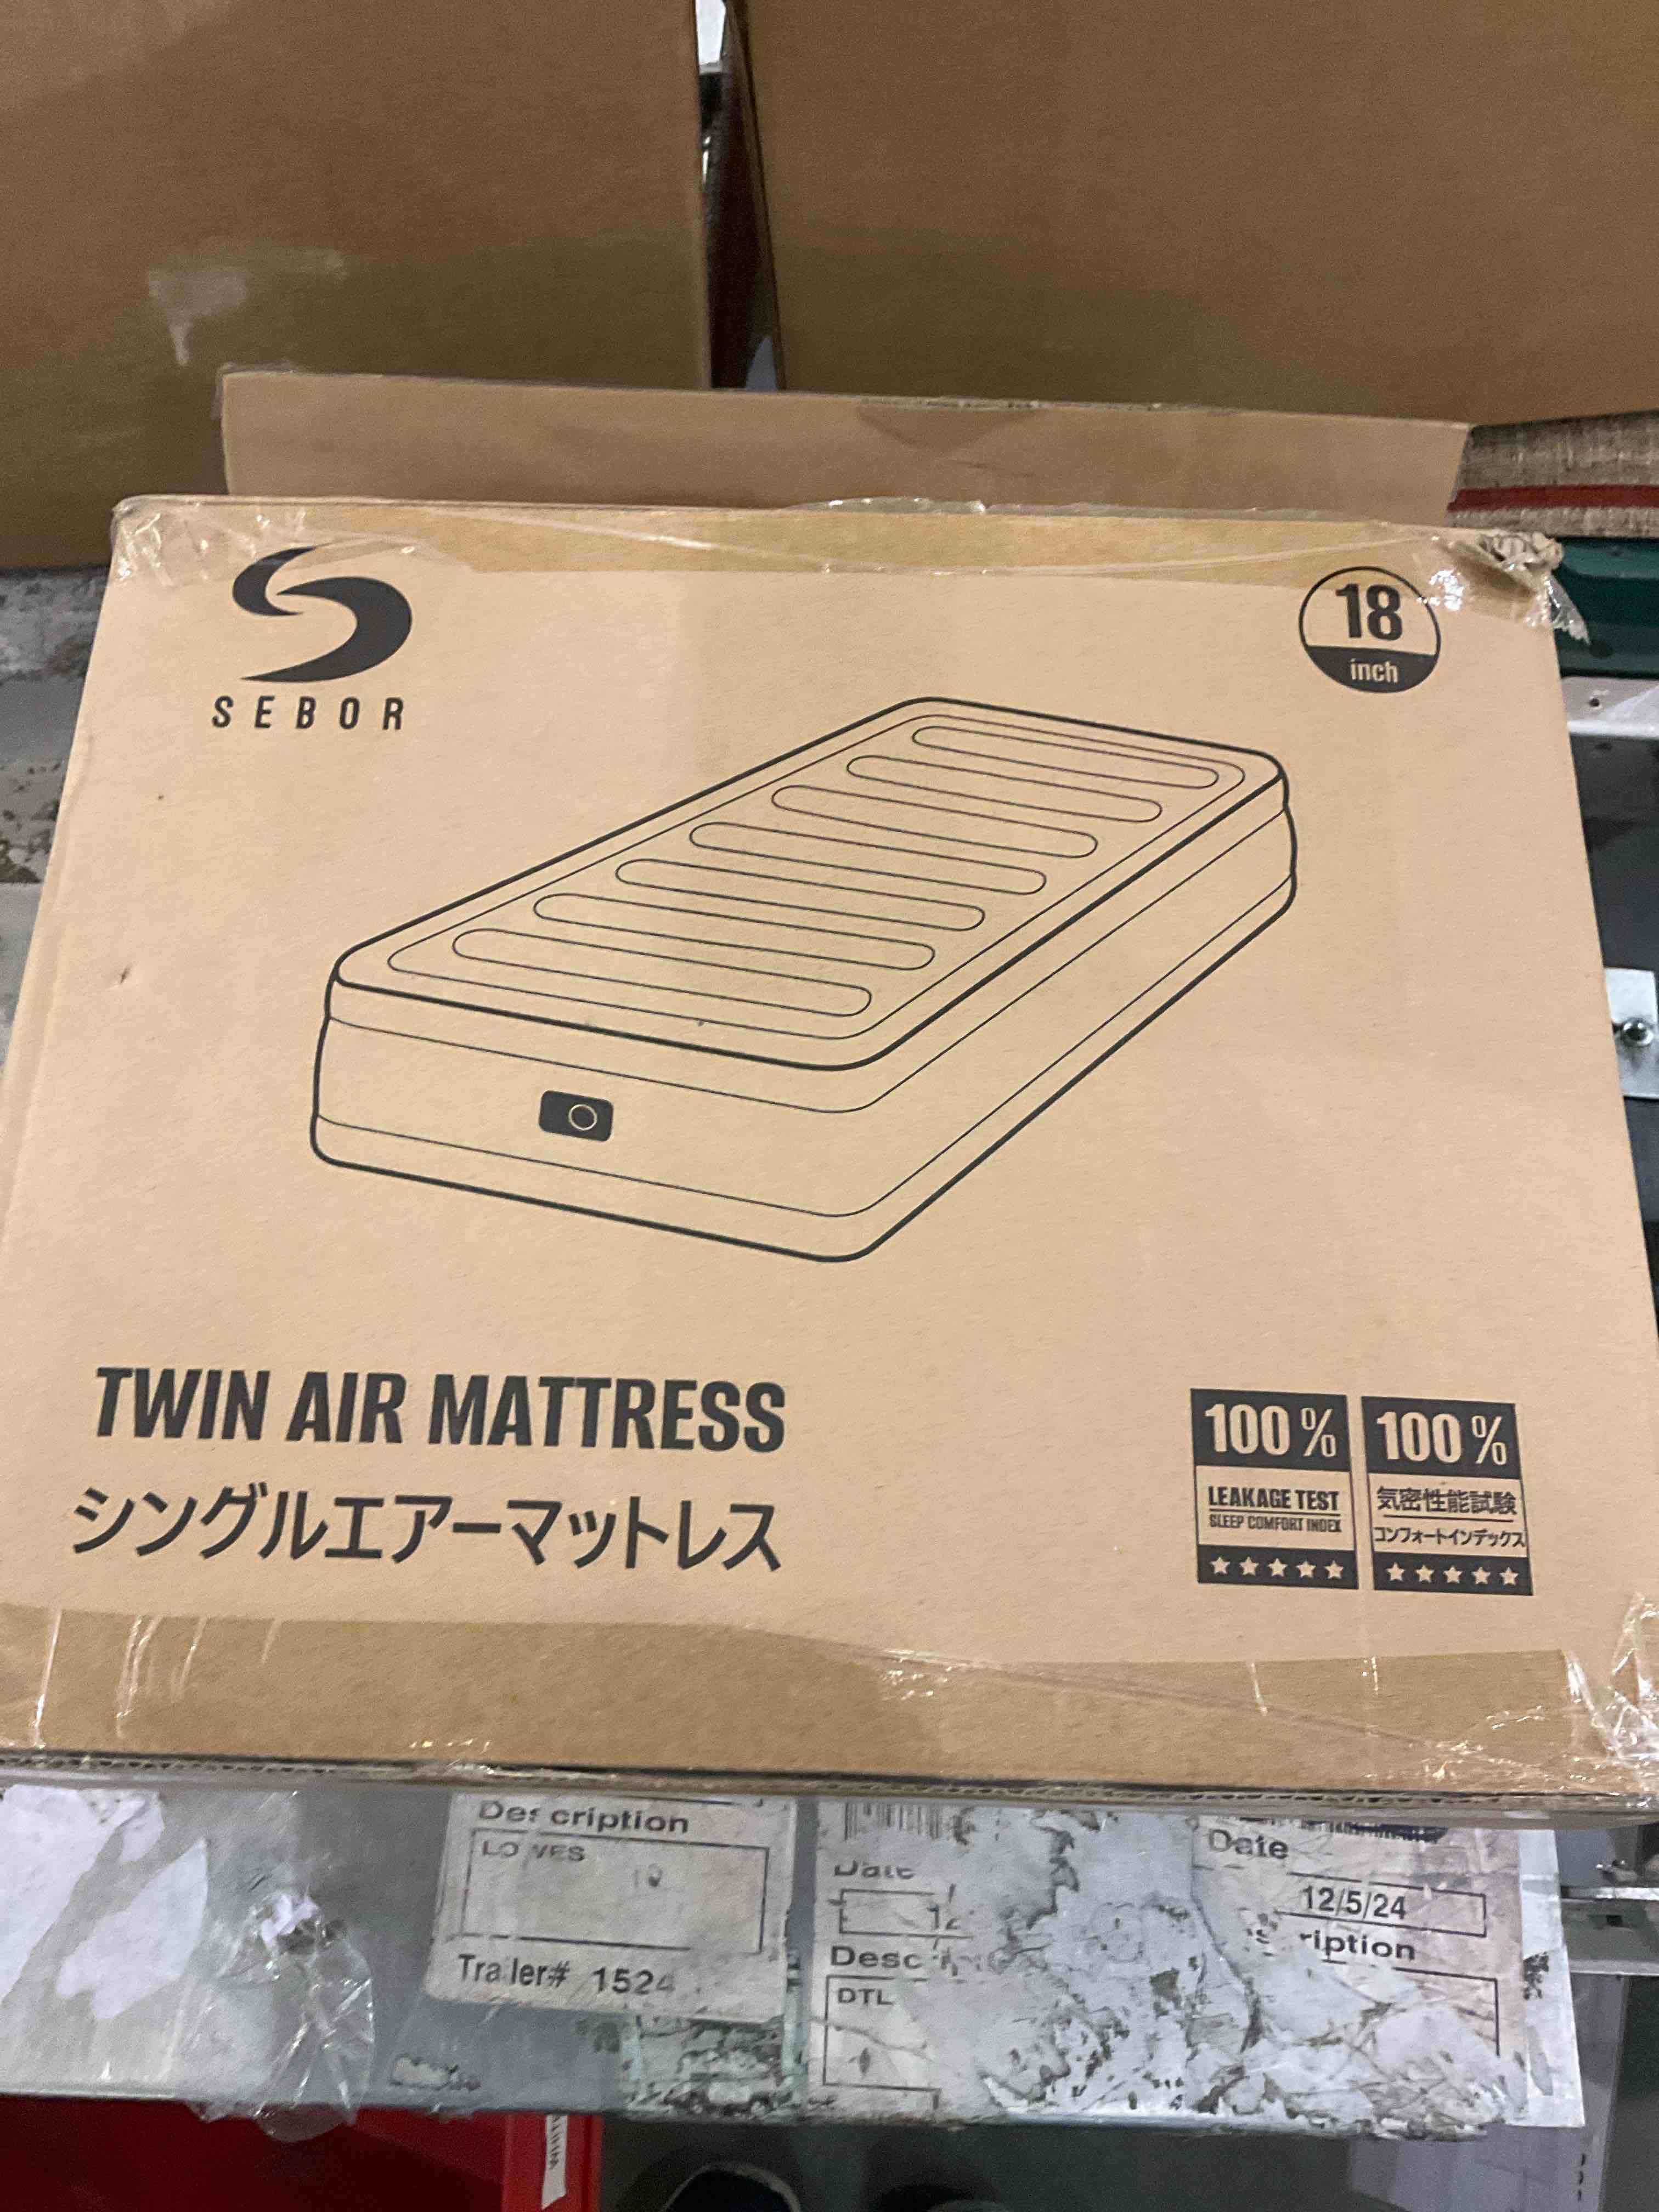 SEBOR
18
inch
TWIN AIR MATTRESS
シングルエアーマットレス
100%
LEAKAGE TEST
SLEEP COMFORT INDEX
100%
気密性能試験
コンフォートインデックス
Description
LOWES
Trailer# 1524
Date
DTL
Date
12/5/24
ription